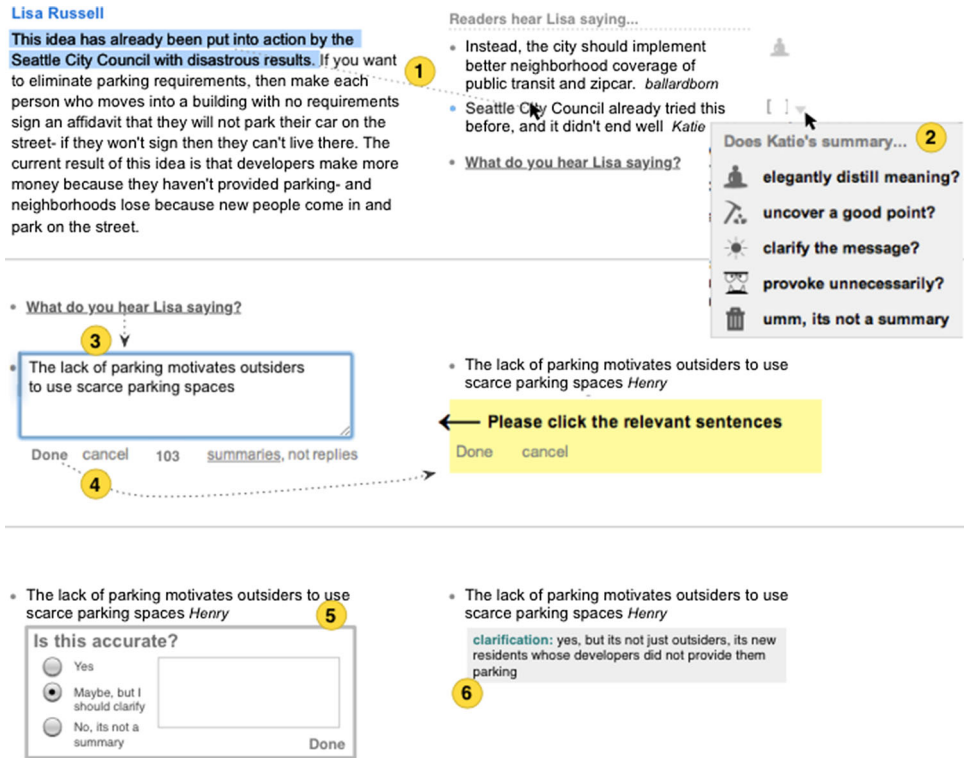 Lisa Russell
This idea has already been put into action by the
Seattle City Council with disastrous results. If you want
to eliminate parking requirements, then make each
person who moves into a building with no requirements
sign an affidavit that they will not park their car on the
street- if they won't sign then they can't live there. The
current result of this idea is that developers make more
money because they haven't provided parking- and
neighborhoods lose because new people come in and
park on the street.
1
Readers hear Lisa saying...
Instead, the city should implement
better neighborhood coverage of
public transit and zipcar. ballardborn
Seattle City Council already tried this
before, and it didn't end well Katie
What do you hear Lisa saying?
[ ]
Does Katie's summary... 2
elegantly distill meaning?
uncover a good point?
clarify the message?
provoke unnecessarily?
umm, its not a summary
What do you hear Lisa saying?
3
The lack of parking motivates outsiders
to use scarce parking spaces
Done cancel 103 summaries, not replies
4
The lack of parking motivates outsiders to use
scarce parking spaces Henry
Please click the relevant sentences
Done cancel
The lack of parking motivates outsiders to use
scarce parking spaces Henry
5
Is this accurate?
Yes
Maybe, but I
should clarify
No, its not a
summary
Done
The lack of parking motivates outsiders to use
scarce parking spaces Henry
clarification: yes, but its not just outsiders, its new
residents whose developers did not provide them
parking
6